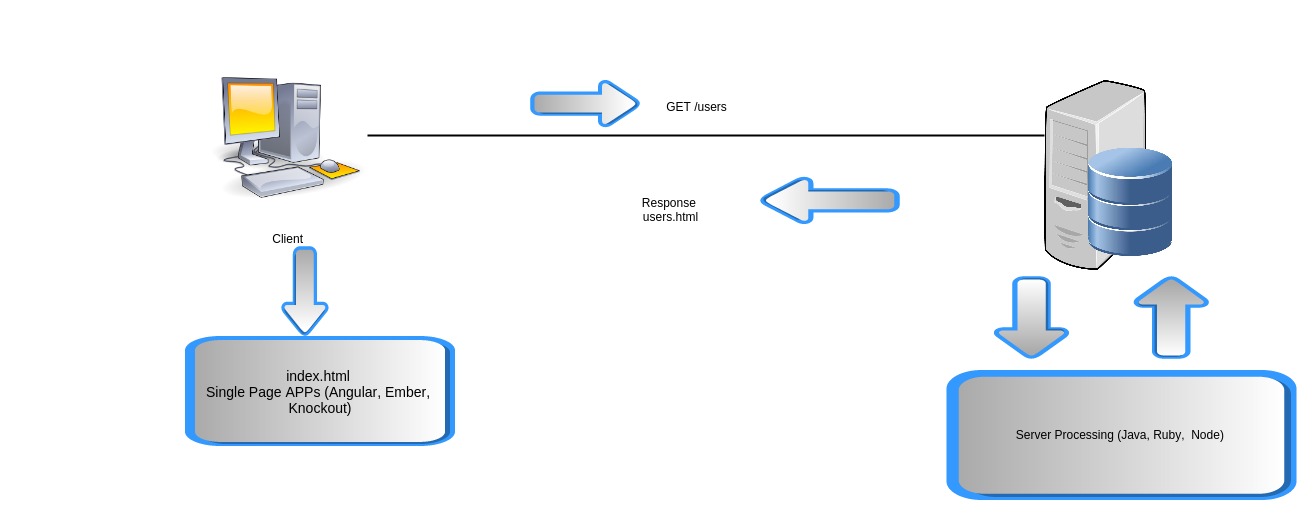 GET /users
Response
users.html
Client
index.html
Single Page APPs (Angular, Ember,
Knockout)
Server Processing (Java, Ruby,  Node)